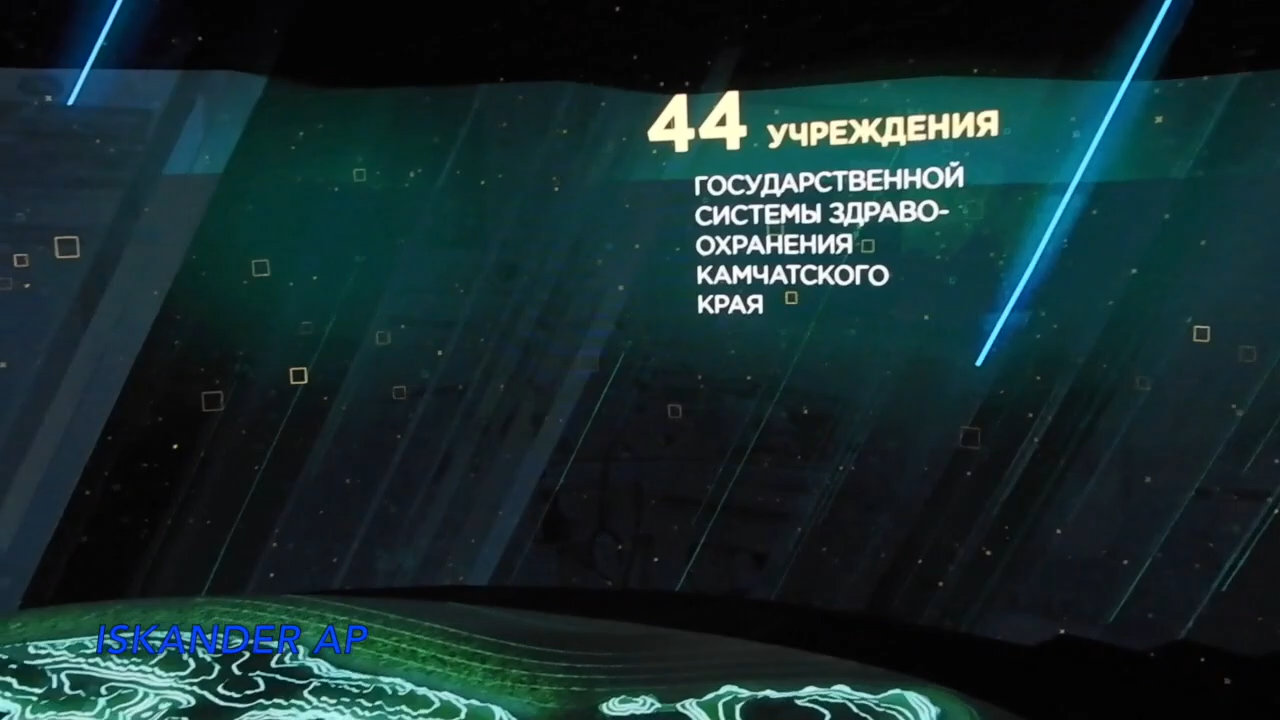 44 УЧРЕЖДЕНИЯ
ГОСУДАРСТВЕННОЙ
СИСТЕМЫ ЗДРАВО-
ОХРАНЕНИЯ
КАМЧАТСКОГО
КРАЯ
ISKANDER AP